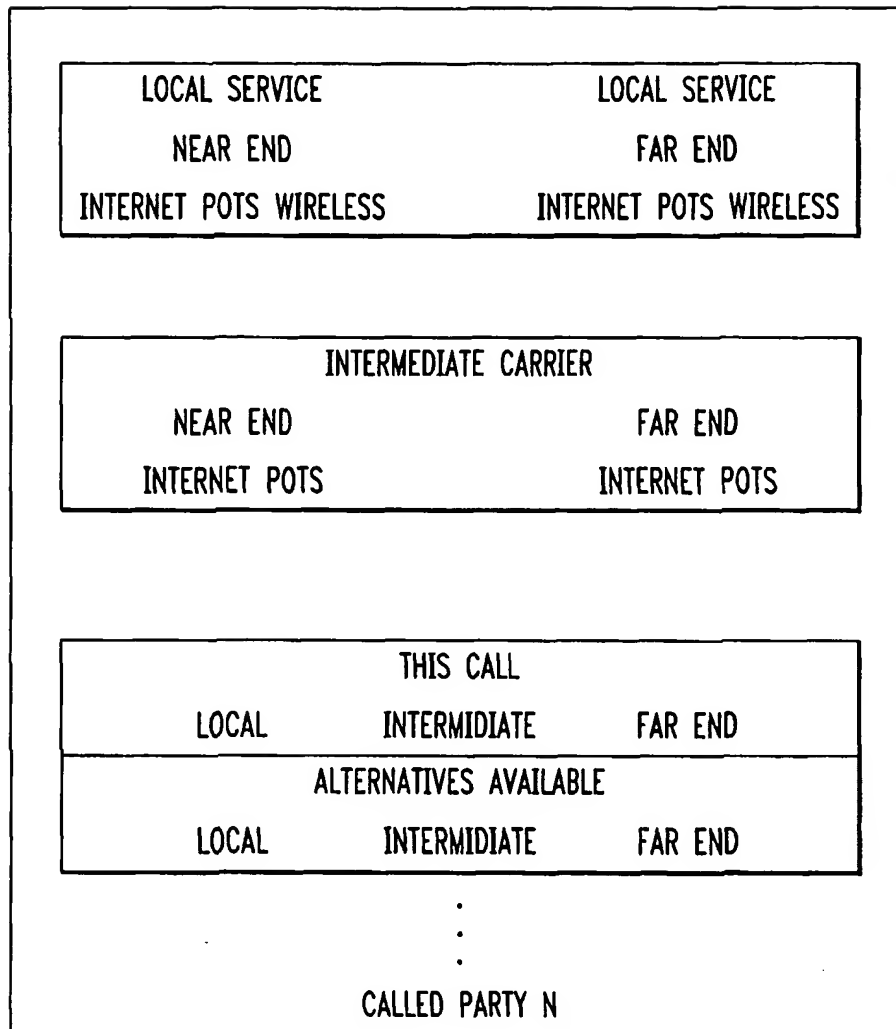 LOCAL SERVICE LOCAL SERVICE
NEAR END FAR END
INTERNET POTS WIRELESS INTERNET POTS WIRELESS
INTERMEDIATE CARRIER
NEAR END FAR END
INTERNET POTS INTERNET POTS
THIS CALL
LOCAL INTERMIDIATE FAR END
ALTERNATIVES AVAILABLE
LOCAL INTERMIDIATE FAR END
CALLED PARTY N